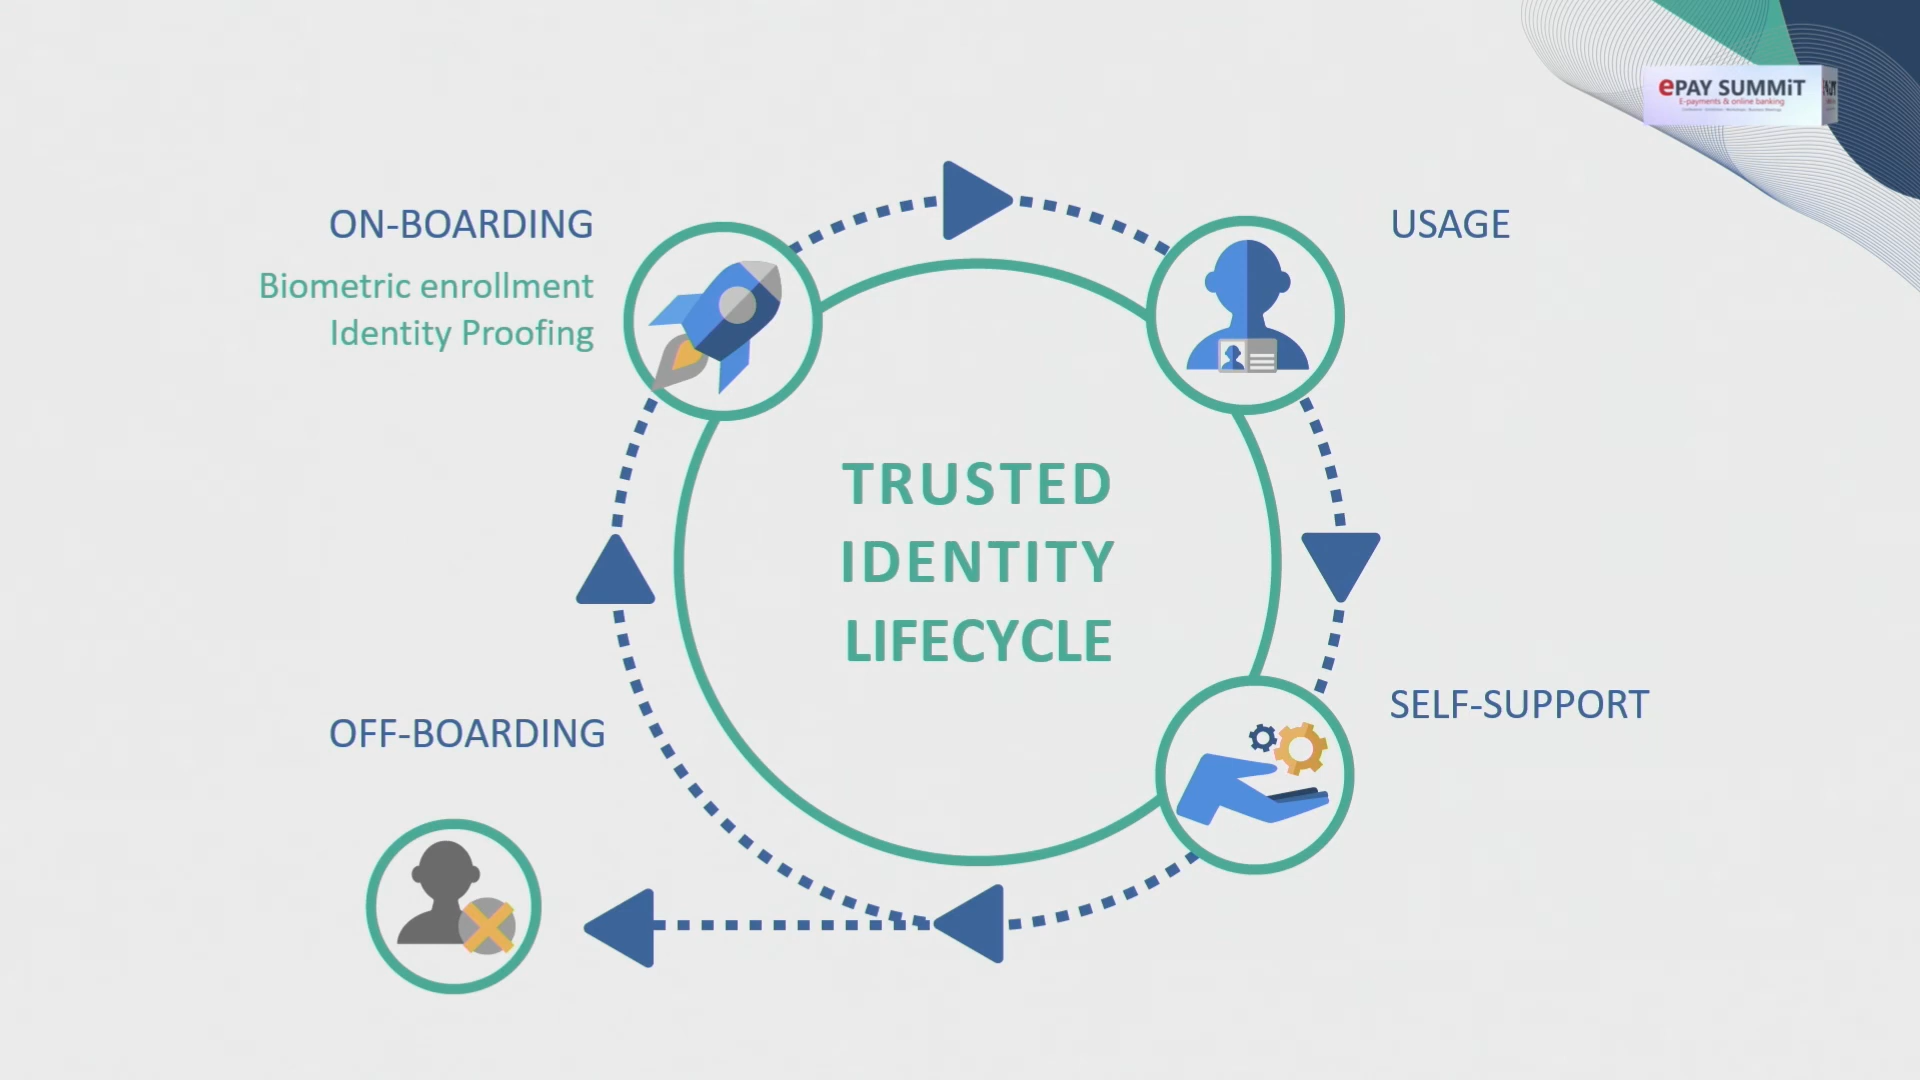 ePAY SUMMiT
E-payments & online banking
ON-BOARDING
Biometric enrollment
Identity Proofing
USAGE
TRUSTED
IDENTITY
LIFECYCLE
SELF-SUPPORT
OFF-BOARDING